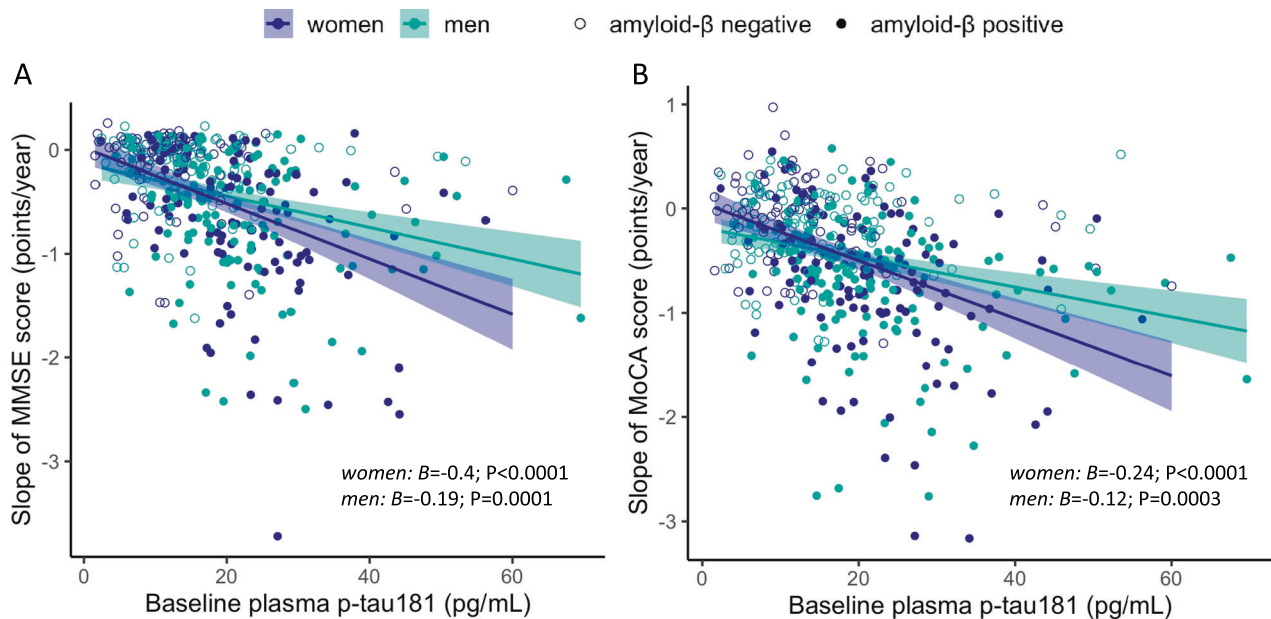 women men amyloid-β negative amyloid-β positive
A
Slope of MMSE score (points/year)
0
-1
-2
-3
women: B=-0.4; P<0.0001
men: B=-0.19; P=0.0001
0 20 40 60
Baseline plasma p-tau181 (pg/mL)
B
Slope of MoCA score (points/year)
1
0
-1
-2
-3
women: B=-0.24; P<0.0001
men: B=-0.12; P=0.0003
0 20 40 60
Baseline plasma p-tau181 (pg/mL)